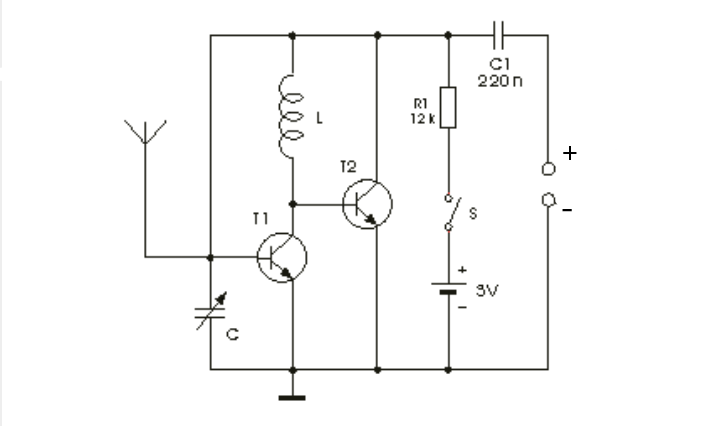 C1
220n
R1
12k
L
+
T2
-
S
T1
+
3V
-
C